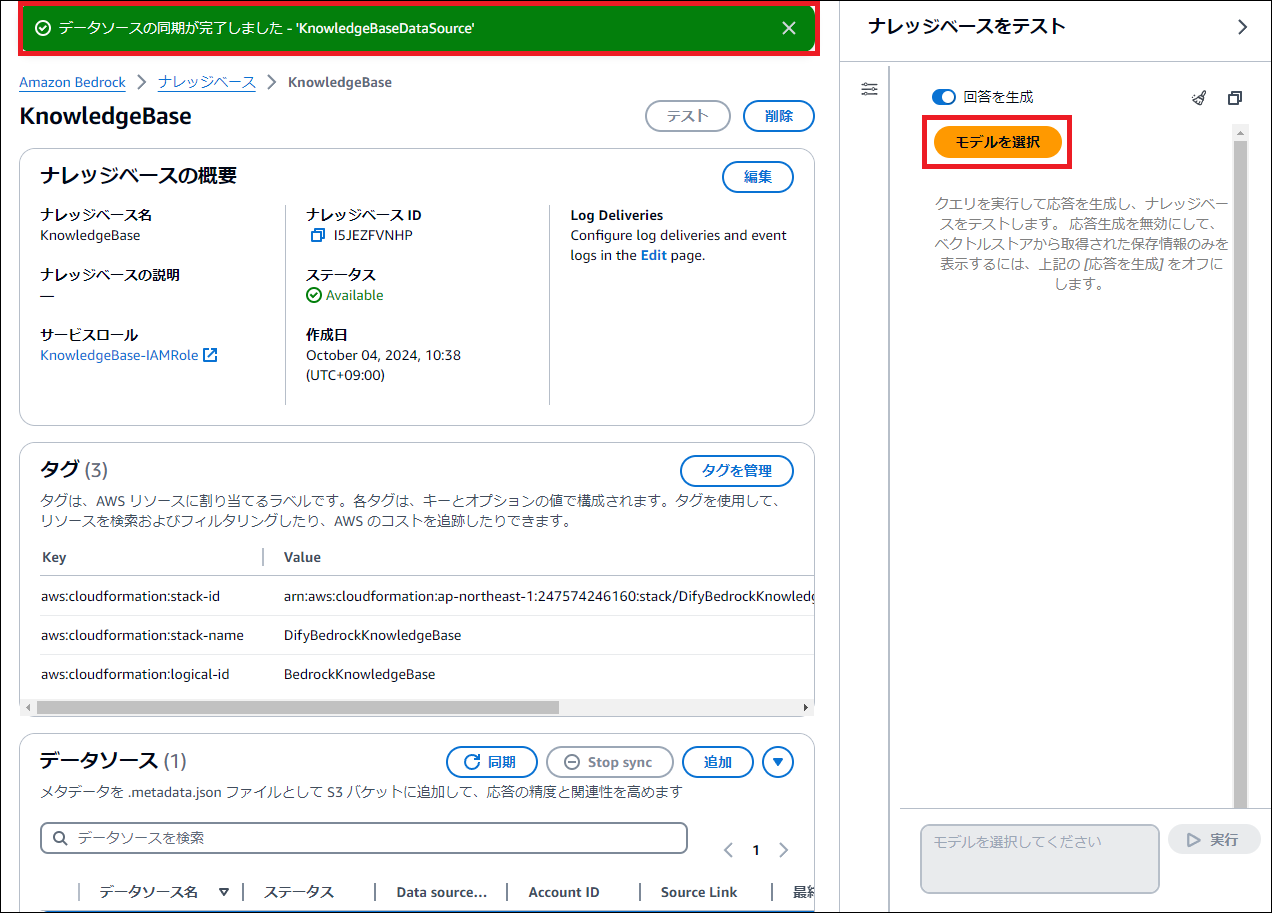 データソースの同期が完了しました - 'KnowledgeBaseDataSource'
Amazon Bedrock
ナレッジベース
KnowledgeBase
KnowledgeBase
テスト
削除
ナレッジベースの概要
編集
ナレッジベース名
KnowledgeBase
ナレッジベースの説明
—
サービスロール
KnowledgeBase-IAMRole
ナレッジベース ID
I5JEZFVNHP
ステータス
Available
作成日
October 04, 2024, 10:38
(UTC+09:00)
Log Deliveries
Configure log deliveries and event
logs in the Edit page.
タグ (3)
タグを管理
タグは、AWS リソースに割り当てるラベルです。各タグは、キーとオプションの値で構成されます。タグを使用して、
リソースを検索およびフィルタリングしたり、AWS のコストを追跡したりできます。
Key
Value
aws:cloudformation:stack-id
arn:aws:cloudformation:ap-northeast-1:247574246160:stack/DifyBedrockKnowledg
aws:cloudformation:stack-name
DifyBedrockKnowledgeBase
aws:cloudformation:logical-id
BedrockKnowledgeBase
データソース (1)
同期
Stop sync
追加
メタデータを .metadata.json ファイルとして S3 バケットに追加して、応答の精度と関連性を高めます
データソースを検索
1
データソース名
ステータス
Data source...
Account ID
Source Link
最終
ナレッジベースをテスト
回答を生成
モデルを選択
クエリを実行して応答を生成し、ナレッジベー
スをテストします。 応答生成を無効にして、
ベクトルストアから取得された保存情報のみを
表示するには、上記の [応答を生成] をオフに
します。
モデルを選択してください
実行